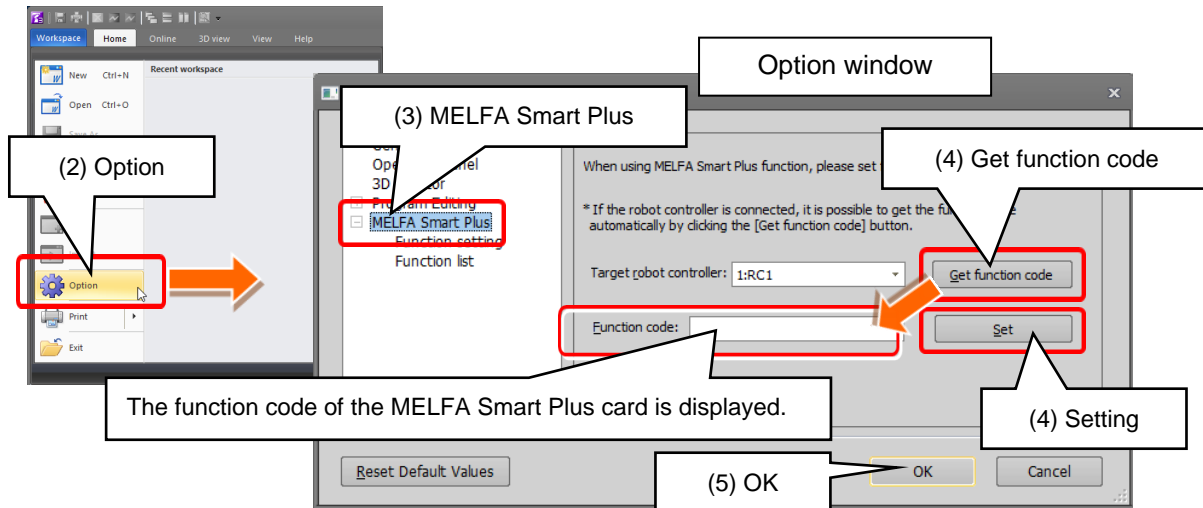 Workspace Home Online 3D view View Help
New Ctrl+N
Recent workspace
Open Ctrl+O
Save As
(2) Option
Option
Print
Exit
Option window
(3) MELFA Smart Plus
3D
Program Editing
MELFA Smart Plus
Function setting
Function list
When using MELFA Smart Plus function, please set
(4) Get function code
* If the robot controller is connected, it is possible to get the
automatically by clicking the [Get function code] button.
Target robot controller: 1:RC1
Get function code
Function code:
Set
The function code of the MELFA Smart Plus card is displayed.
(4) Setting
Reset Default Values
(5) OK
OK
Cancel